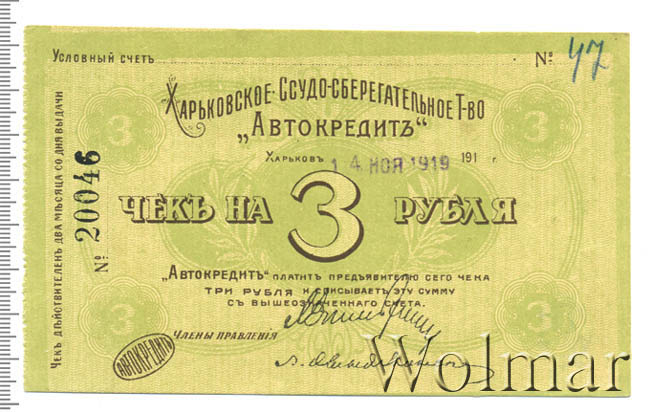 Условный счетъ
№ 47
Харьковское Ссудо-сберегательное Т-во
„Автокредитъ“
Харьковъ 14 НОЯ 1919 191 г.
3 3
ЧЕКЪ НА 3 РУБЛЯ
„Автокредитъ“ платитъ предъявителю сего чека
три рубля и списываетъ эту сумму
съ вышеозначеннаго счета.
Члены правленія
3 3
АВТОКРЕДИТЪ
№ 20046
Чекъ дѣйствителенъ два мѣсяца со дня выдачи
Wolmar